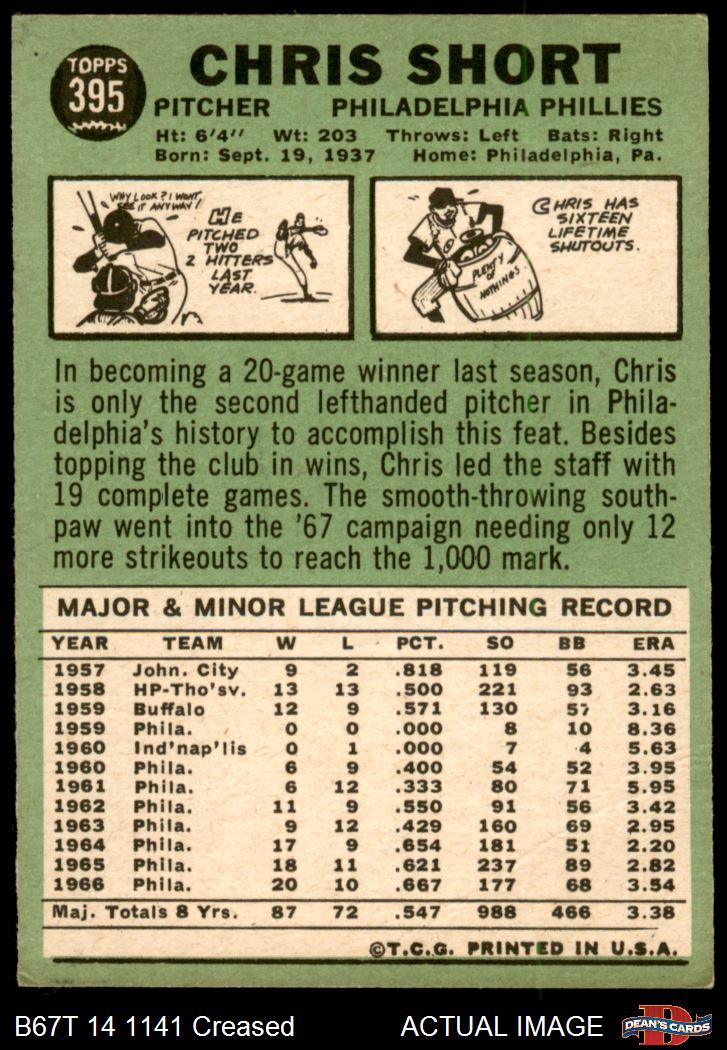 TOPPS
395
CHRIS SHORT
PITCHER PHILADELPHIA PHILLIES
Ht: 6'4" Wt: 203 Throws: Left Bats: Right
Born: Sept. 19, 1937 Home: Philadelphia, Pa.
WHY LOOK? I WON'T
SEE IT ANYWAY!
HE
PITCHED
TWO
2 HITTERS
LAST
YEAR.
PLENTY
OF
NOTHINGS
CHRIS HAS
SIXTEEN
LIFETIME
SHUTOUTS.
In becoming a 20-game winner last season, Chris
is only the second lefthanded pitcher in Phila-
delphia's history to accomplish this feat. Besides
topping the club in wins, Chris led the staff with
19 complete games. The smooth-throwing south-
paw went into the '67 campaign needing only 12
more strikeouts to reach the 1,000 mark.
MAJOR & MINOR LEAGUE PITCHING RECORD
YEAR TEAM W L PCT. SO BB ERA
1957 John. City 9 2 .818 119 56 3.45
1958 HP-Tho'sv. 13 13 .500 221 93 2.63
1959 Buffalo 12 9 .571 130 57 3.16
1959 Phila. 0 0 .000 8 10 8.36
1960 Ind'nap'lis 0 1 .000 7 4 5.63
1960 Phila. 6 9 .400 54 52 3.95
1961 Phila. 6 12 .333 80 71 5.95
1962 Phila. 11 9 .550 91 56 3.42
1963 Phila. 9 12 .429 160 69 2.95
1964 Phila. 17 9 .654 181 51 2.20
1965 Phila. 18 11 .621 237 89 2.82
1966 Phila. 20 10 .667 177 68 3.54
Maj. Totals 8 Yrs. 87 72 .547 988 466 3.38
©T.C.G. PRINTED IN U.S.A.
B67T 14 1141 Creased ACTUAL IMAGE
D
DEAN'S CARDS